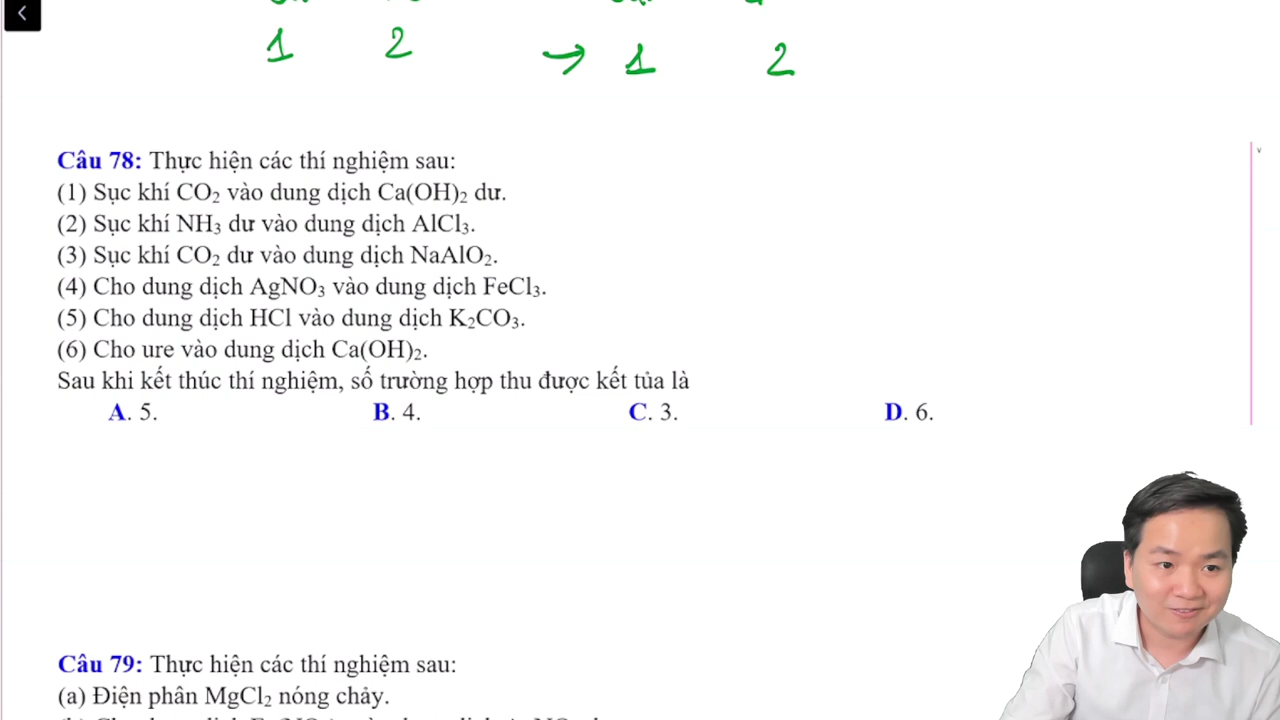 1 2 → 1 2
Câu 78: Thực hiện các thí nghiệm sau:
(1) Sục khí CO₂ vào dung dịch Ca(OH)₂ dư.
(2) Sục khí NH₃ dư vào dung dịch AlCl₃.
(3) Sục khí CO₂ dư vào dung dịch NaAlO₂.
(4) Cho dung dịch AgNO₃ vào dung dịch FeCl₃.
(5) Cho dung dịch HCl vào dung dịch K₂CO₃.
(6) Cho ure vào dung dịch Ca(OH)₂.
Sau khi kết thúc thí nghiệm, số trường hợp thu được kết tủa là
A. 5. B. 4. C. 3. D. 6.
Câu 79: Thực hiện các thí nghiệm sau:
(a) Điện phân MgCl₂ nóng chảy.